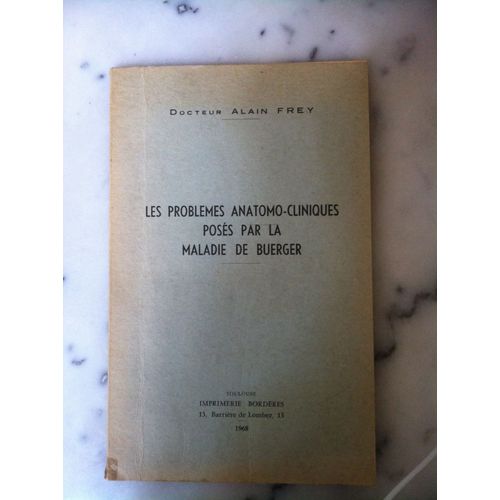 DOCTEUR ALAIN FREY
LES PROBLEMES ANATOMO-CLINIQUES
POSÉS PAR LA
MALADIE DE BUERGER
TOULOUSE
IMPRIMERIE BORDÈRES
13, Barrière de Lombez, 13
1968